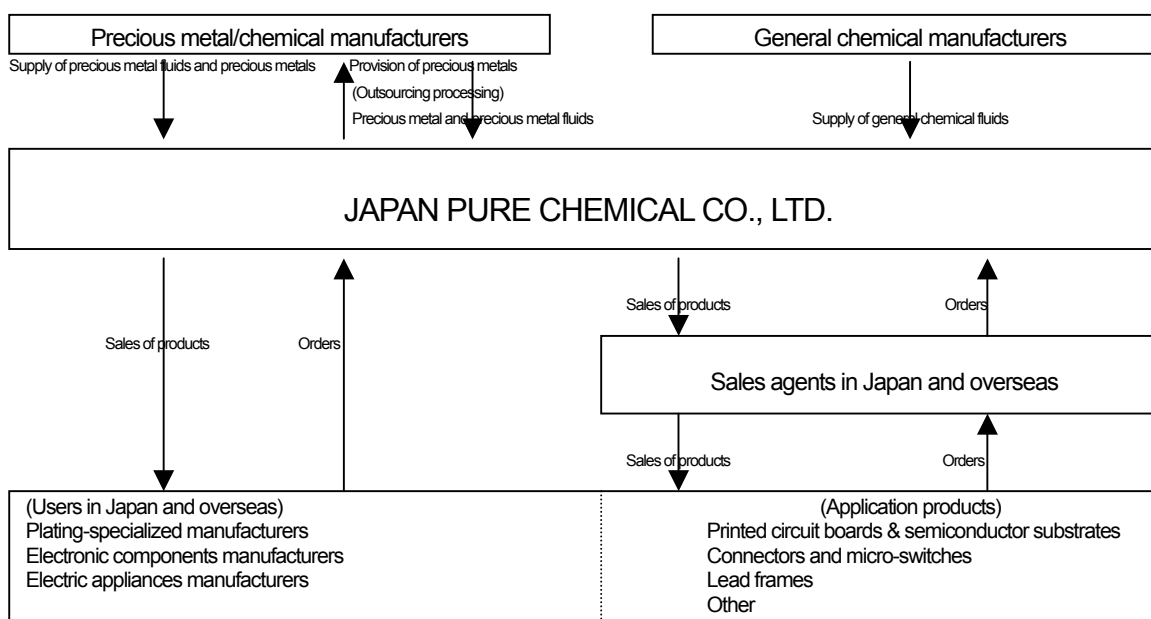 Precious metal/chemical manufacturers
General chemical manufacturers
Supply of precious metal fluids and precious metals
Provision of precious metals
(Outsourcing processing)
Precious metal and precious metal fluids
Supply of general chemical fluids
JAPAN PURE CHEMICAL CO., LTD.
Sales of products
Orders
Sales of products
Orders
Sales agents in Japan and overseas
Sales of products
Orders
(Users in Japan and overseas)
Plating-specialized manufacturers
Electronic components manufacturers
Electric appliances manufacturers
(Application products)
Printed circuit boards & semiconductor substrates
Connectors and micro-switches
Lead frames
Other